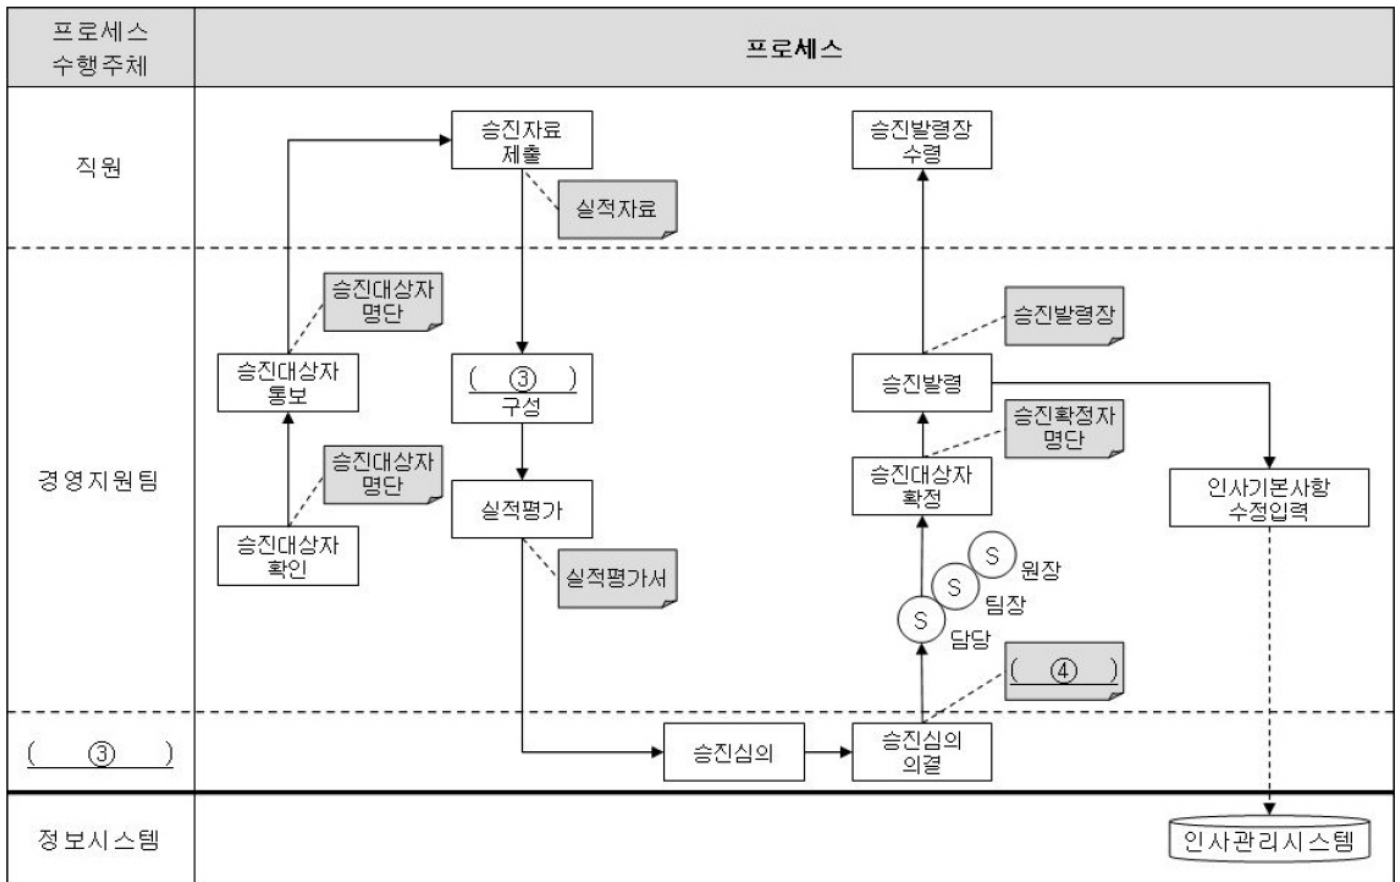 프로세스
수행주체
프로세스
직원
승진자료
제출
실적자료
승진발령장
수령
경영지원팀
승진대상자
명단
승진대상자
통보
승진대상자
명단
승진대상자
확인
( ③ )
구성
실적평가
실적평가서
승진발령장
승진발령
승진확정자
명단
승진대상자
확정
S 원장
S 팀장
S 담당
( ④ )
인사기본사항
수정입력
( ③ )
승진심의
승진심의
의결
정보시스템
인사관리시스템